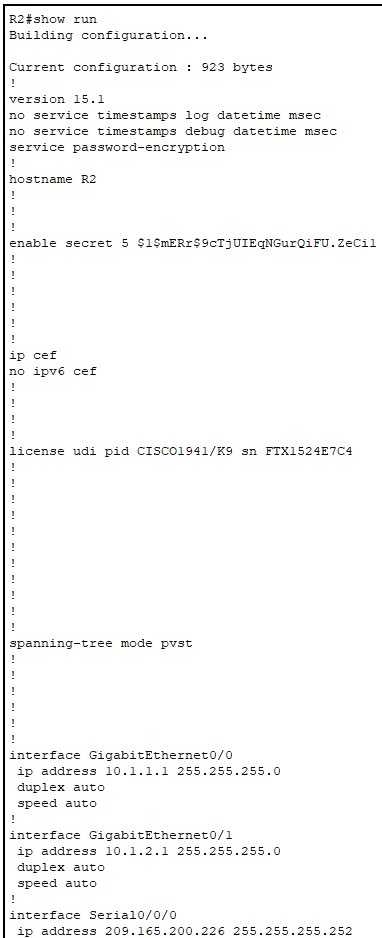 R2#show run
Building configuration...
Current configuration : 923 bytes
!
version 15.1
no service timestamps log datetime msec
no service timestamps debug datetime msec
service password-encryption
!
hostname R2
!
!
!
enable secret 5 $1$mERr$9cTjUIEqNGurQiFU.ZeCi1
!
!
!
!
!
!
ip cef
no ipv6 cef
!
!
!
!
license udi pid CISCO1941/K9 sn FTX1524E7C4
!
!
!
!
!
!
!
!
!
!
!
spanning-tree mode pvst
!
!
!
!
!
!
interface GigabitEthernet0/0
 ip address 10.1.1.1 255.255.255.0
 duplex auto
 speed auto
!
interface GigabitEthernet0/1
 ip address 10.1.2.1 255.255.255.0
 duplex auto
 speed auto
!
interface Serial0/0/0
 ip address 209.165.200.226 255.255.255.252